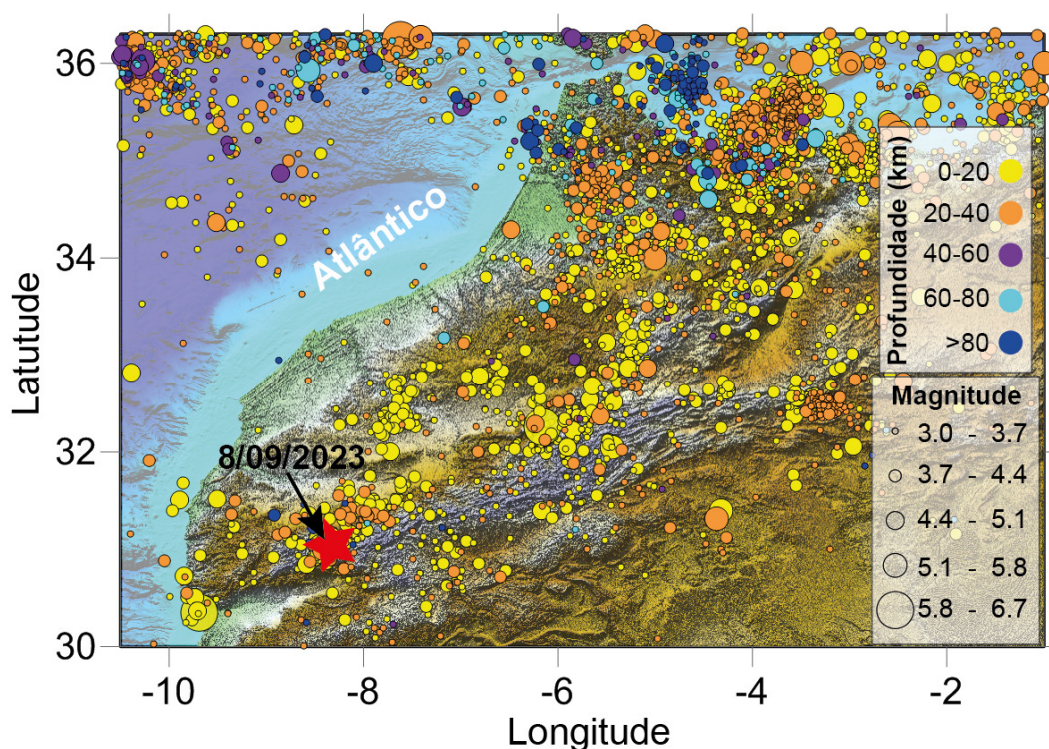 36
34
32
30
Latutude
-10
-8
-6
-4
-2
Longitude
Atlântico
8/09/2023
Profundidade (km)
0-20
20-40
40-60
60-80
>80
Magnitude
3.0 - 3.7
3.7 - 4.4
4.4 - 5.1
5.1 - 5.8
5.8 - 6.7